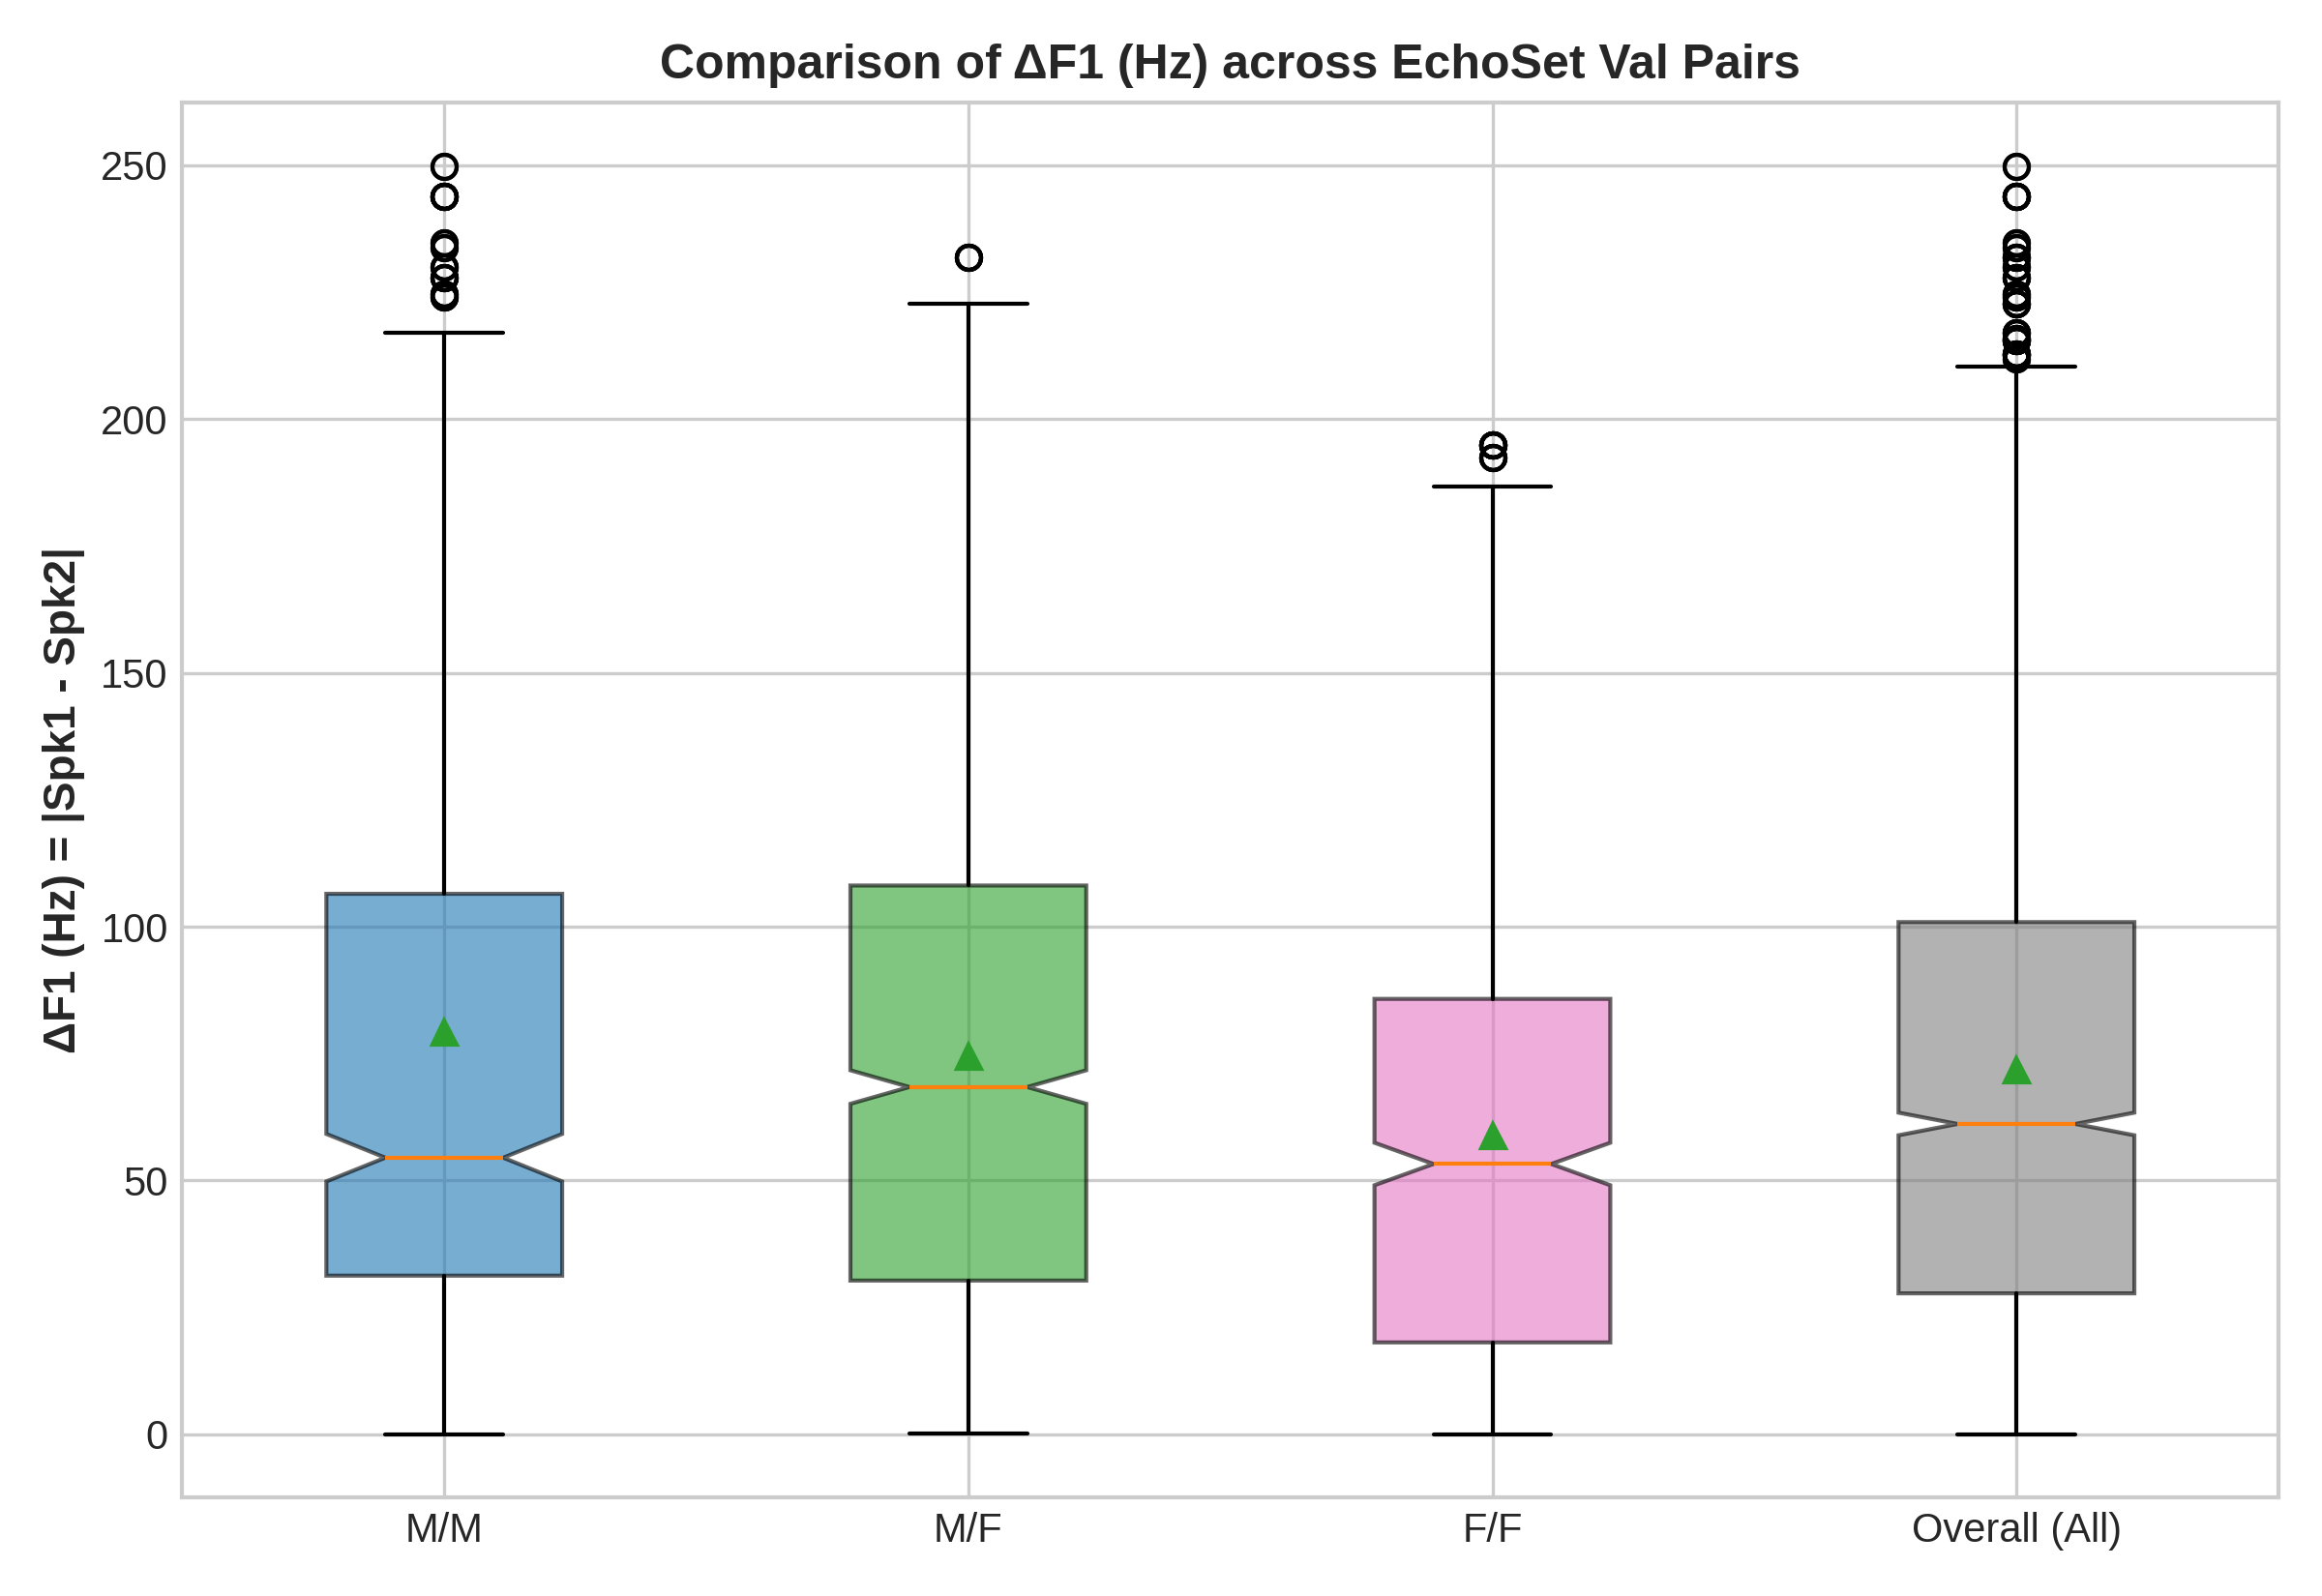 Comparison of ΔF1 (Hz) across EchoSet Val Pairs
ΔF1 (Hz) = |Spk1 - Spk2|
250
200
150
100
50
0
M/M
M/F
F/F
Overall (All)